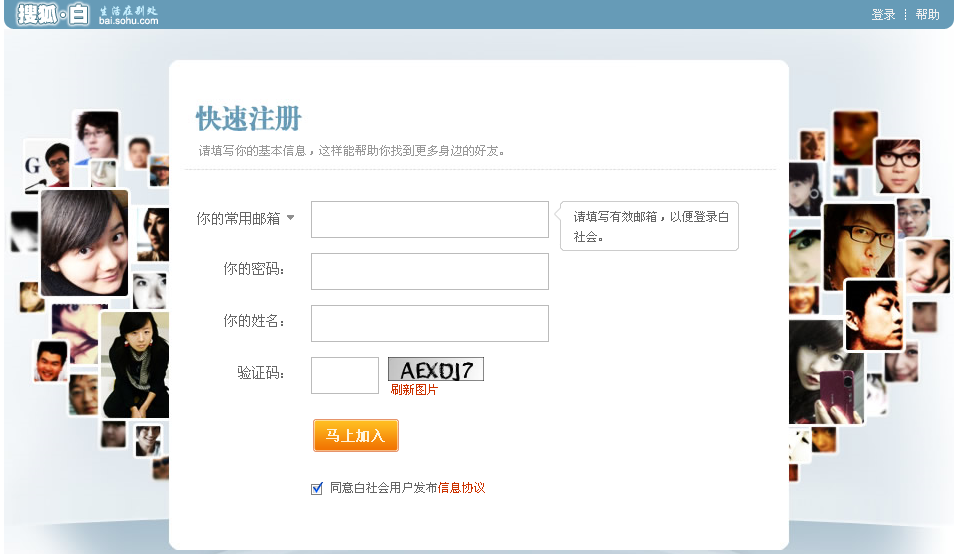 搜狐·白 生活在别处
bai.sohu.com
登录 帮助
快速注册
请填写你的基本信息，这样能帮助你找到更多身边的好友。
你的常用邮箱
请填写有效邮箱，以便登录白
社会。
你的密码：
你的姓名：
验证码：
AEXDJ7
刷新图片
马上加入
同意白社会用户发布信息协议
G